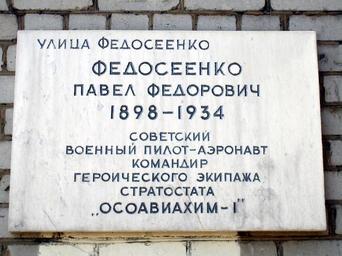 улица Федосеенко
Федосеенко
Павел Федорович
1898–1934
советский
военный пилот-аэронавт
командир
героического экипажа
стратостата
"Осоавиахим-1"